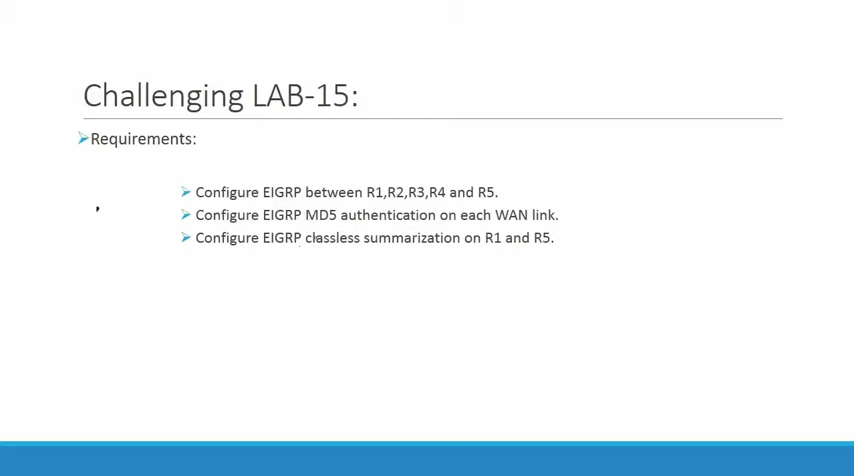 Challenging LAB-15:
Requirements:
Configure EIGRP between R1,R2,R3,R4 and R5.
Configure EIGRP MD5 authentication on each WAN link.
Configure EIGRP classless summarization on R1 and R5.